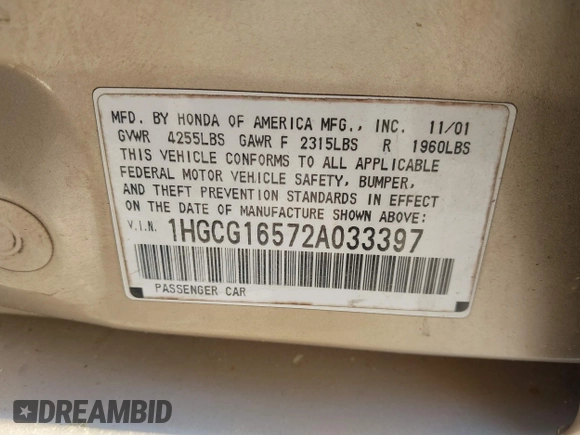 MFD. BY HONDA OF AMERICA MFG., INC. 11/01
GVWR 4255LBS GAWR F 2315LBS R 1960LBS
THIS VEHICLE CONFORMS TO ALL APPLICABLE
FEDERAL MOTOR VEHICLE SAFETY, BUMPER,
AND THEFT PREVENTION STANDARDS IN EFFECT
ON THE DATE OF MANUFACTURE SHOWN ABOVE:
V.I.N. 1HGCG16572A033397
PASSENGER CAR
DREAMBID